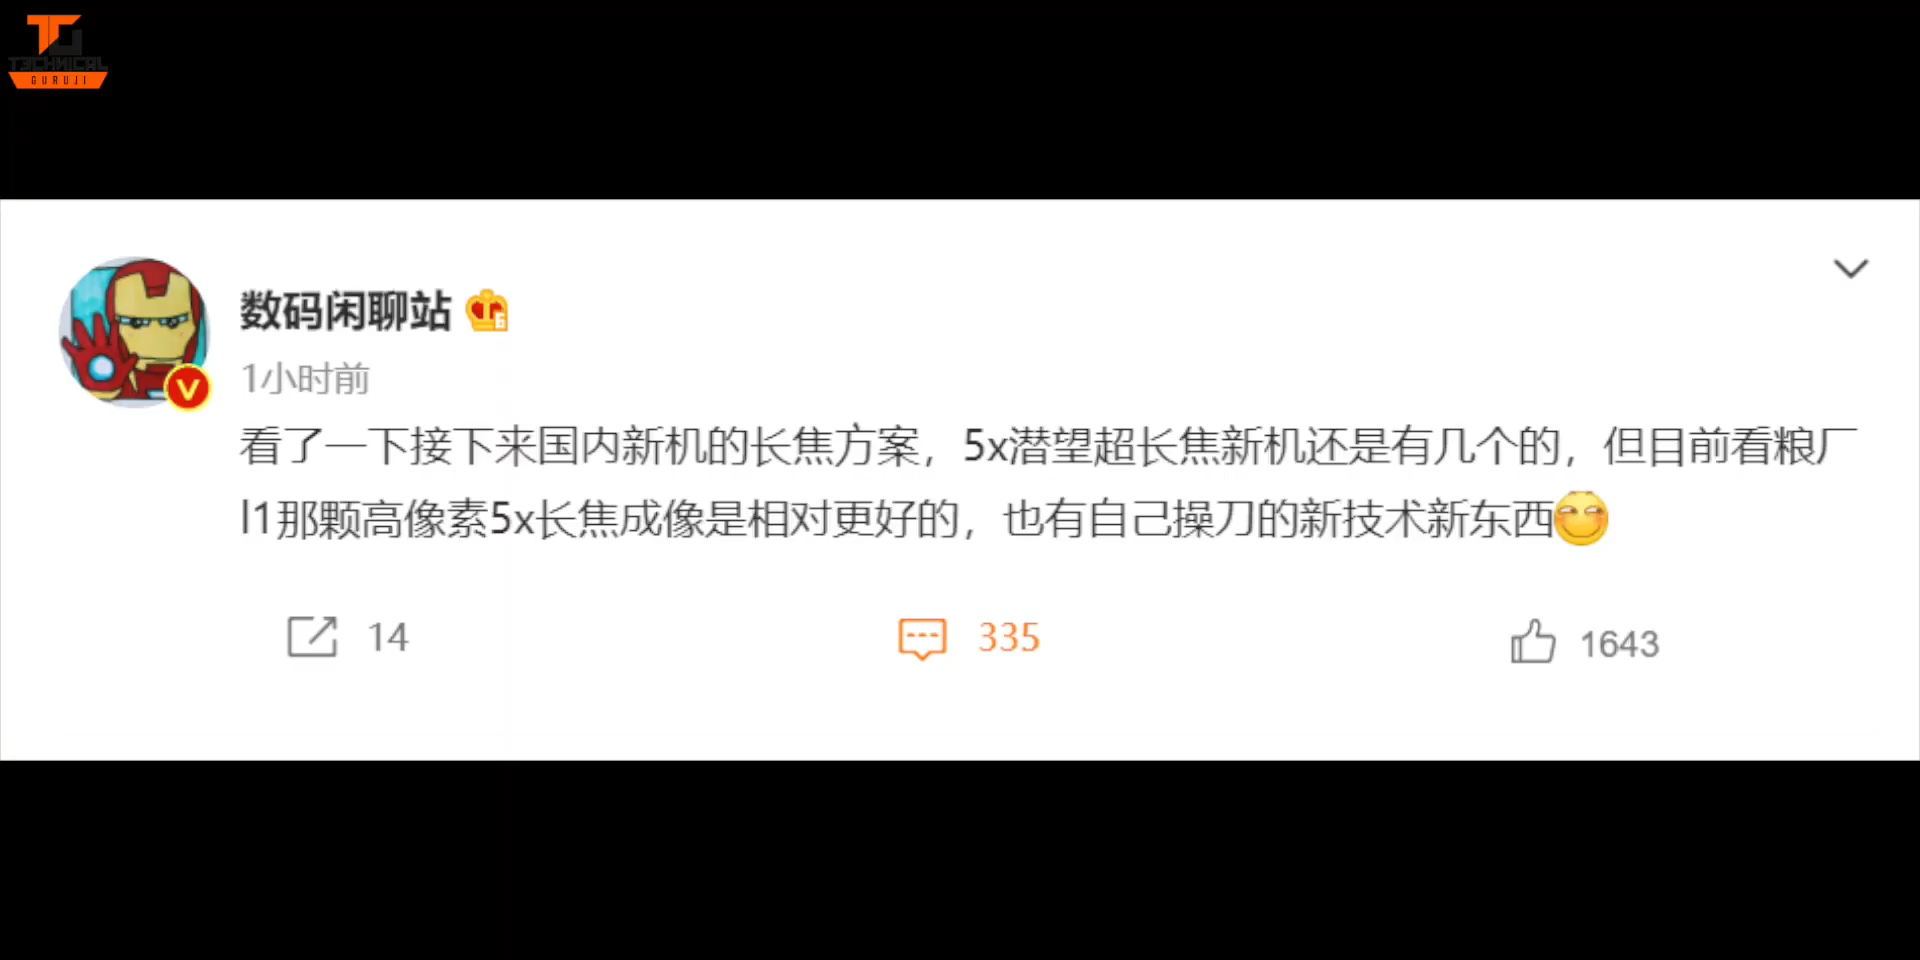 TECHNICAL
GURUJI
数码闲聊站
1小时前
看了一下接下来国内新机的长焦方案，5x潜望超长焦新机还是有几个的，但目前看粮厂
l1那颗高像素5x长焦成像是相对更好的，也有自己操刀的新技术新东西
14
335
1643